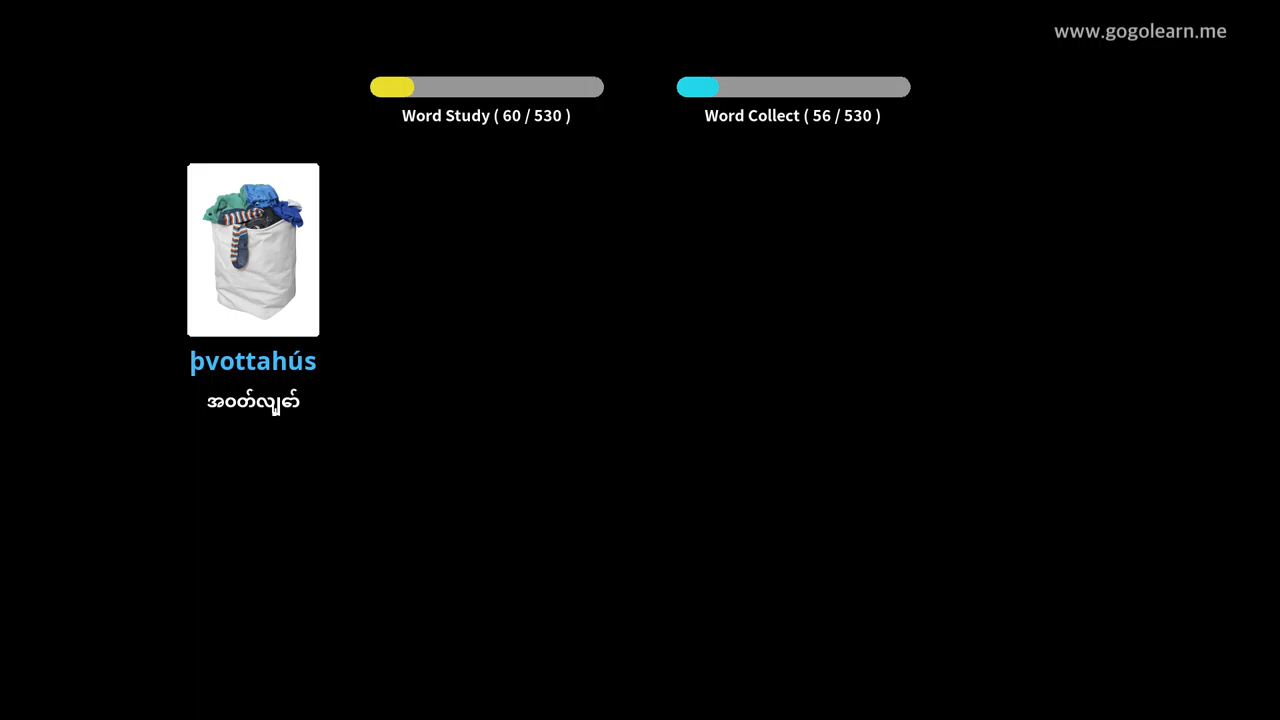 www.gogolearn.me
Word Study ( 60 / 530 )
Word Collect ( 56 / 530 )
þvottahús
အဝတ်လျှော်